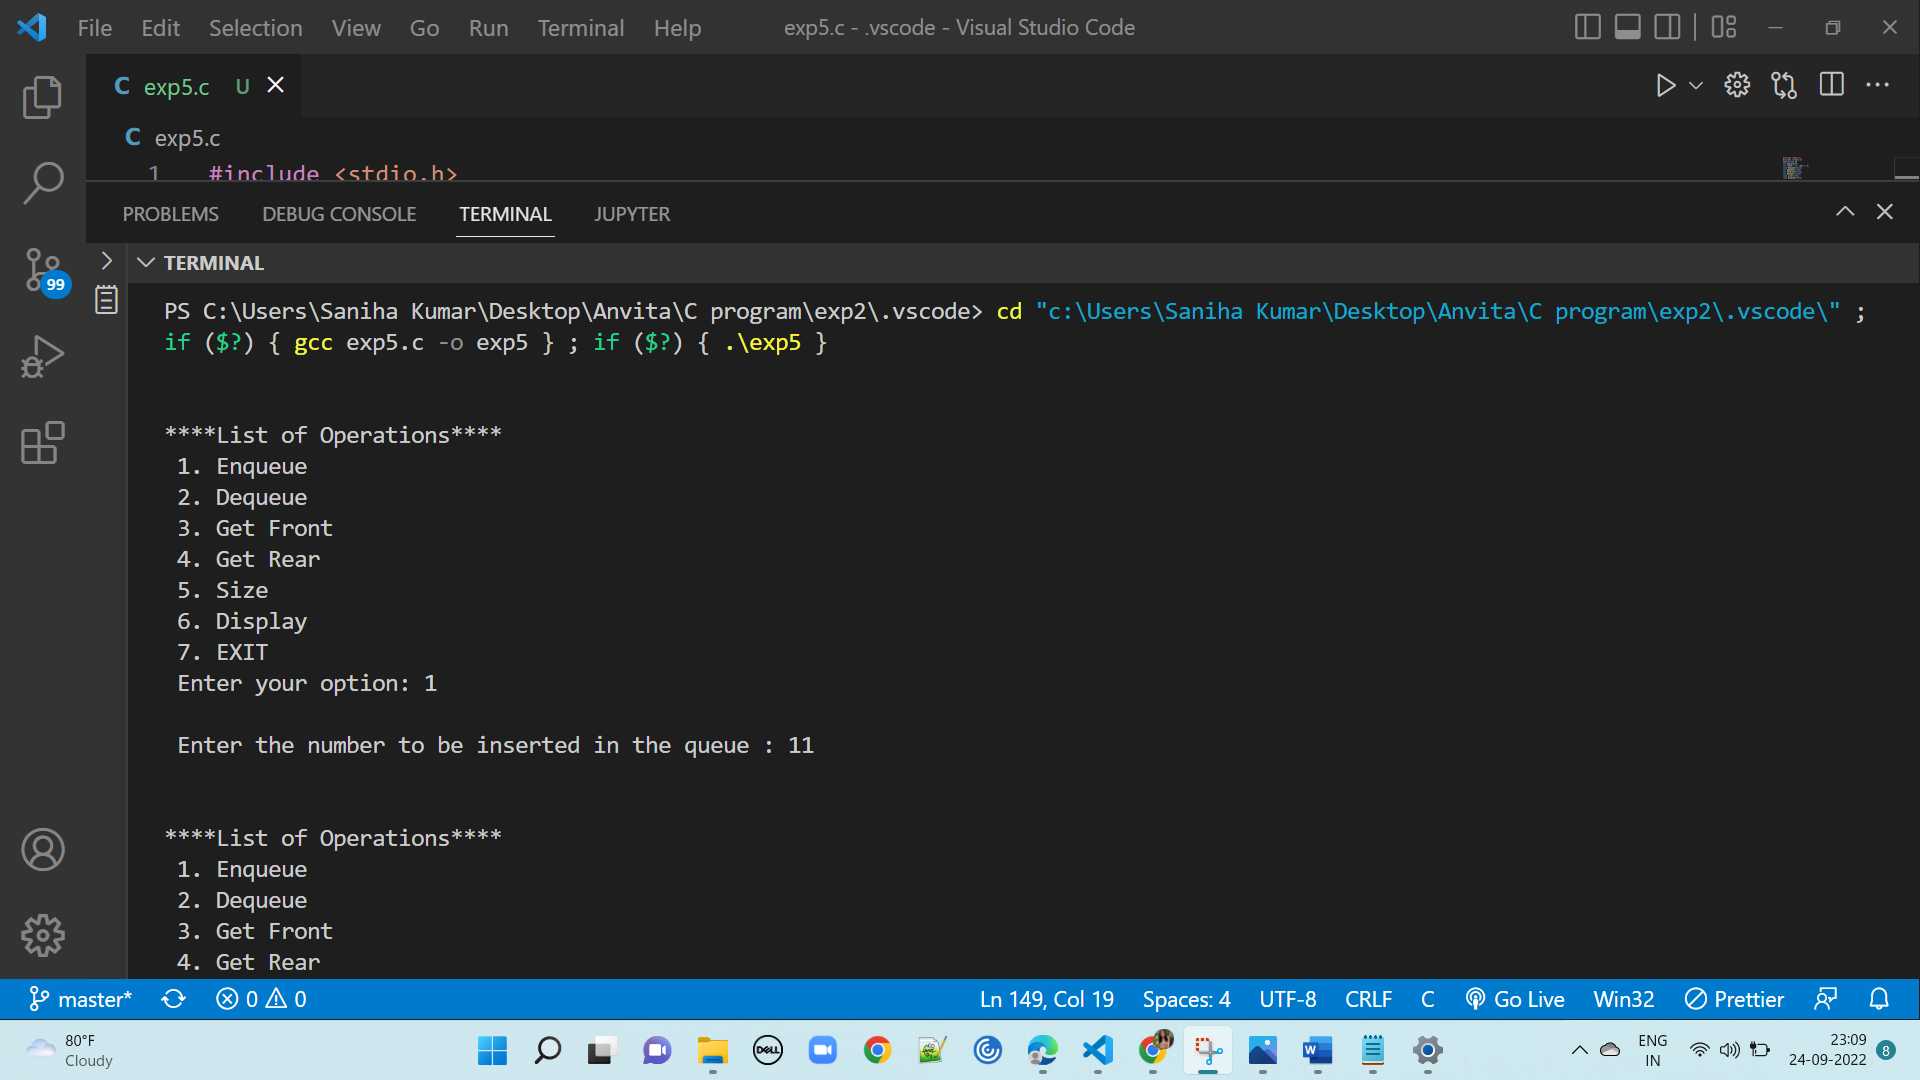 File Edit Selection View Go Run Terminal Help exp5.c - .vscode - Visual Studio Code
C exp5.c U
C exp5.c
1 #include <stdio.h>
PROBLEMS DEBUG CONSOLE TERMINAL JUPYTER
TERMINAL
99
PS C:\Users\Saniha Kumar\Desktop\Anvita\C program\exp2\.vscode> cd "c:\Users\Saniha Kumar\Desktop\Anvita\C program\exp2\.vscode\" ;
if ($?) { gcc exp5.c -o exp5 } ; if ($?) { .\exp5 }
****List of Operations****
1. Enqueue
2. Dequeue
3. Get Front
4. Get Rear
5. Size
6. Display
7. EXIT
Enter your option: 1
Enter the number to be inserted in the queue : 11
****List of Operations****
1. Enqueue
2. Dequeue
3. Get Front
4. Get Rear
master* 0 0 Ln 149, Col 19 Spaces: 4 UTF-8 CRLF C Go Live Win32 Prettier
80°F
Cloudy
DELL
W
ENG
IN
23:09
24-09-2022
8